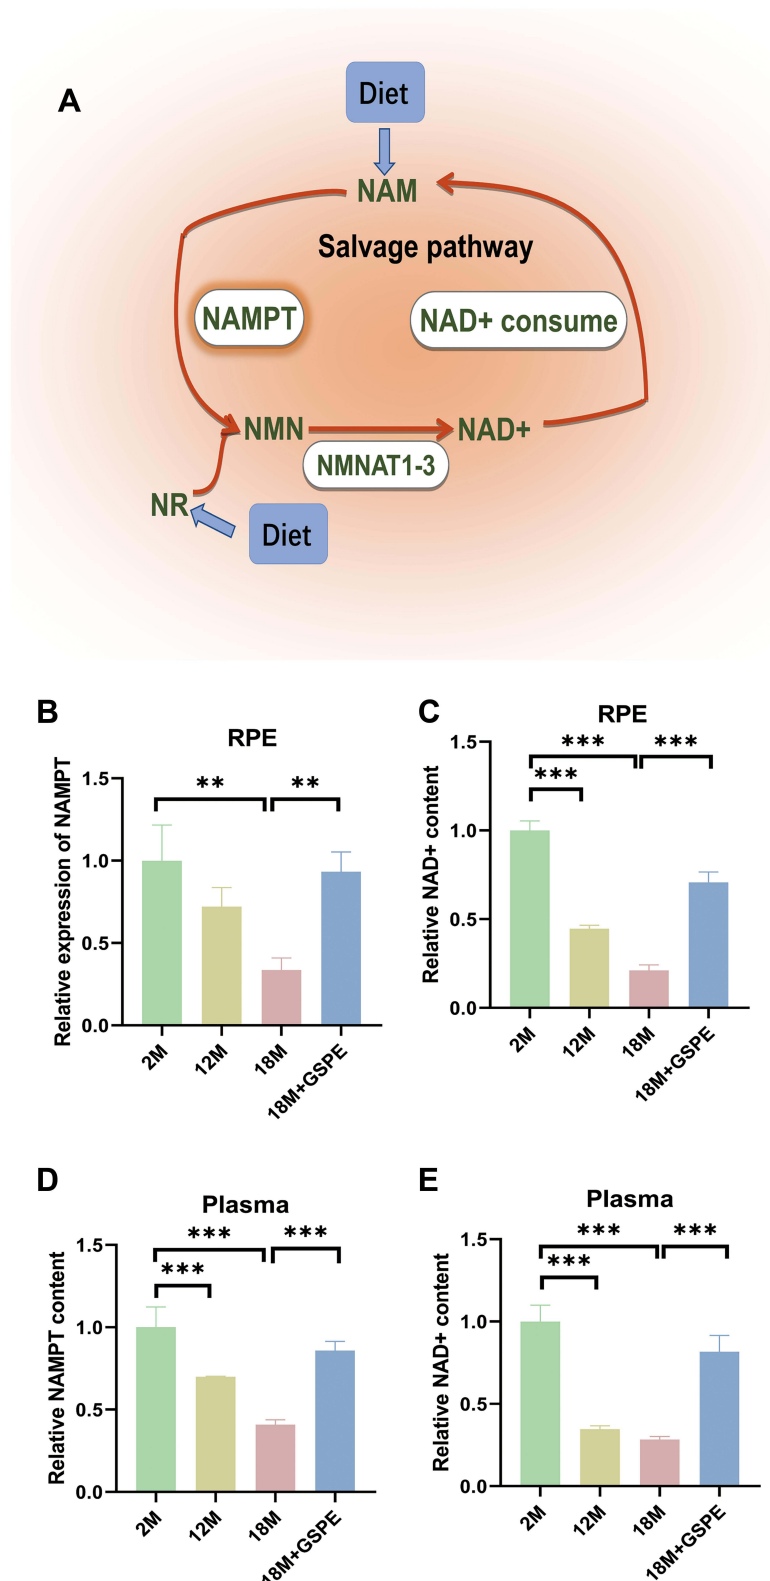 A
Diet
NAM
Salvage pathway
NAMPT
NAD+ consume
NMN
NAD+
NMNAT1-3
NR
Diet
B
RPE
Relative expression of NAMPT
1.5
1.0
0.5
0.0
**
**
2M
12M
18M
18M+GSPE
C
RPE
Relative NAD+ content
1.5
1.0
0.5
0.0
***
***
***
2M
12M
18M
18M+GSPE
D
Plasma
Relative NAMPT content
1.5
1.0
0.5
0.0
***
***
***
2M
12M
18M
18M+GSPE
E
Plasma
Relative NAD+ content
1.5
1.0
0.5
0.0
***
***
***
2M
12M
18M
18M+GSPE